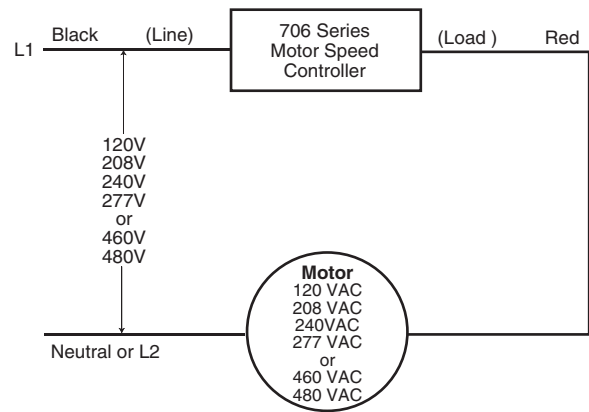 Black (Line)
706 Series
Motor Speed
Controller
(Load ) Red
L1
120V
208V
240V
277V
or
460V
480V
Motor
120 VAC
208 VAC
240VAC
277 VAC
or
460 VAC
480 VAC
Neutral or L2